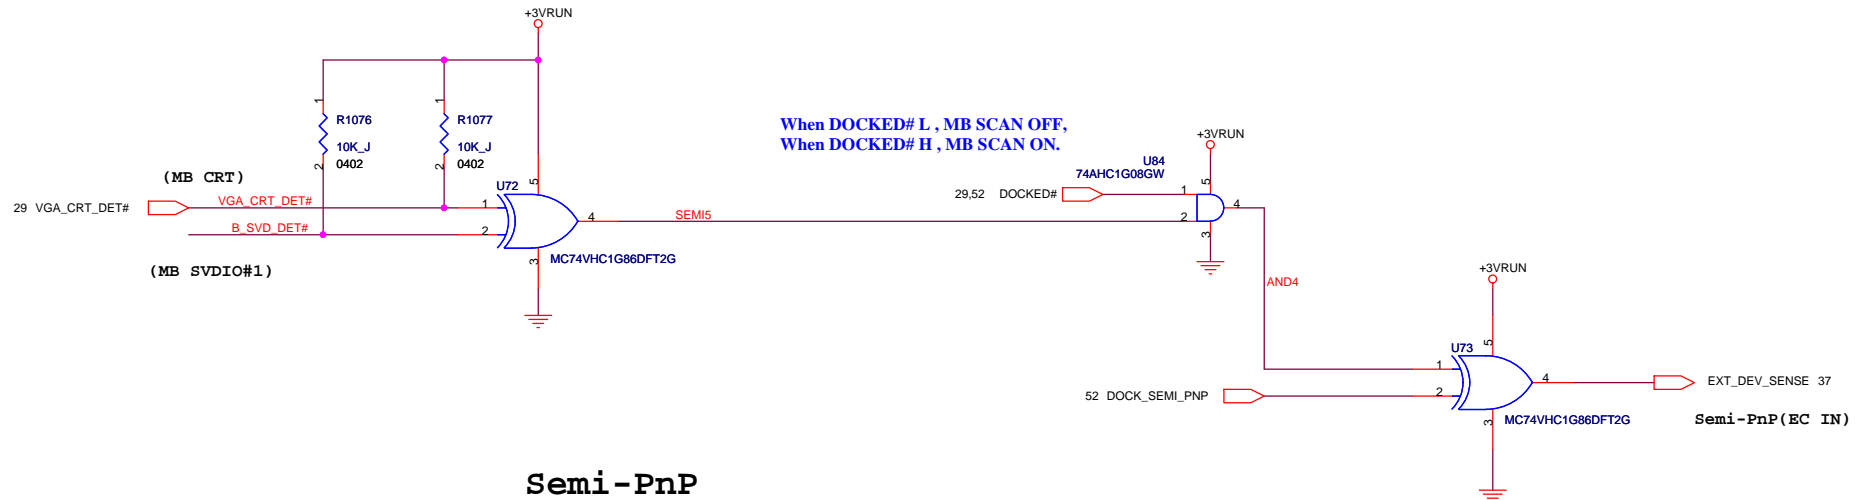 +3VRUN
1
1
R1076
R1077
10K_J
10K_J
0402
0402
2
2
When DOCKED# L , MB SCAN OFF,
When DOCKED# H , MB SCAN ON.
+3VRUN
U84
74AHC1G08GW
(MB CRT)
U72
5
5
29 VGA_CRT_DET#
VGA_CRT_DET#
1
29,52 DOCKED#
1
4
B_SVD_DET#
2
4
SEMI5
2
3
3
MC74VHC1G86DFT2G
(MB SVDIO#1)
AND4
+3VRUN
U73
5
1
4
EXT_DEV_SENSE 37
52 DOCK_SEMI_PNP
2
3
MC74VHC1G86DFT2G
Semi-PnP(EC IN)
Semi-PnP